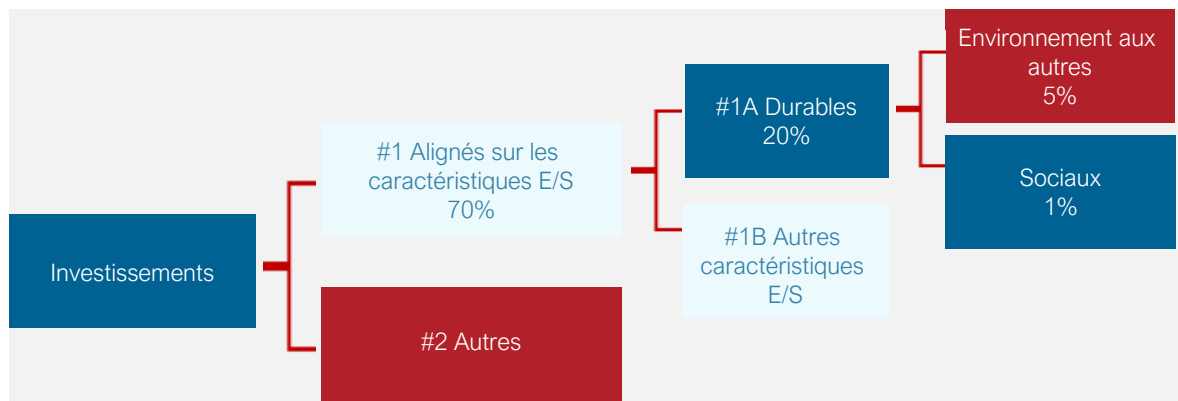 Investissements
#1 Alignés sur les
caractéristiques E/S
70%
#2 Autres
#1A Durables
20%
#1B Autres
caractéristiques
E/S
Environnement aux
autres
5%
Sociaux
1%